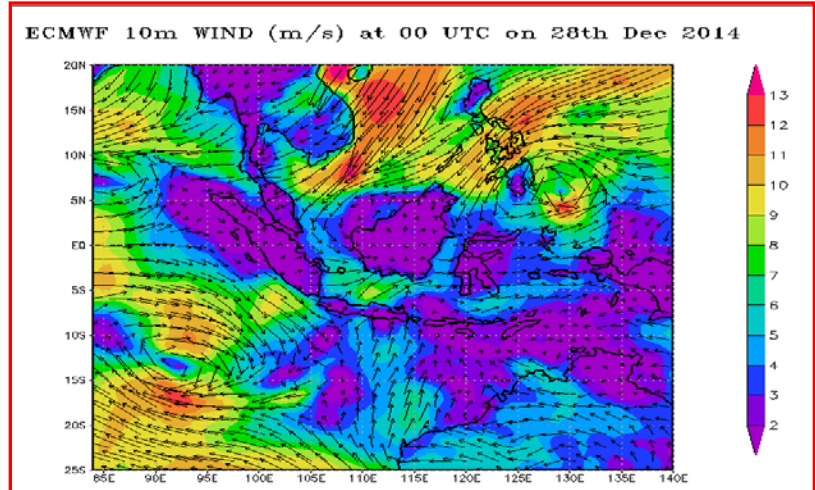 ECMWF 10m WIND (m/s) at 00 UTC on 28th Dec 2014
20N
15N
10N
5N
EQ
5S
10S
15S
20S
25S
85E 90E 95E 100E 105E 110E 115E 120E 125E 130E 135E 140E
13
12
11
10
9
8
7
6
5
4
3
2